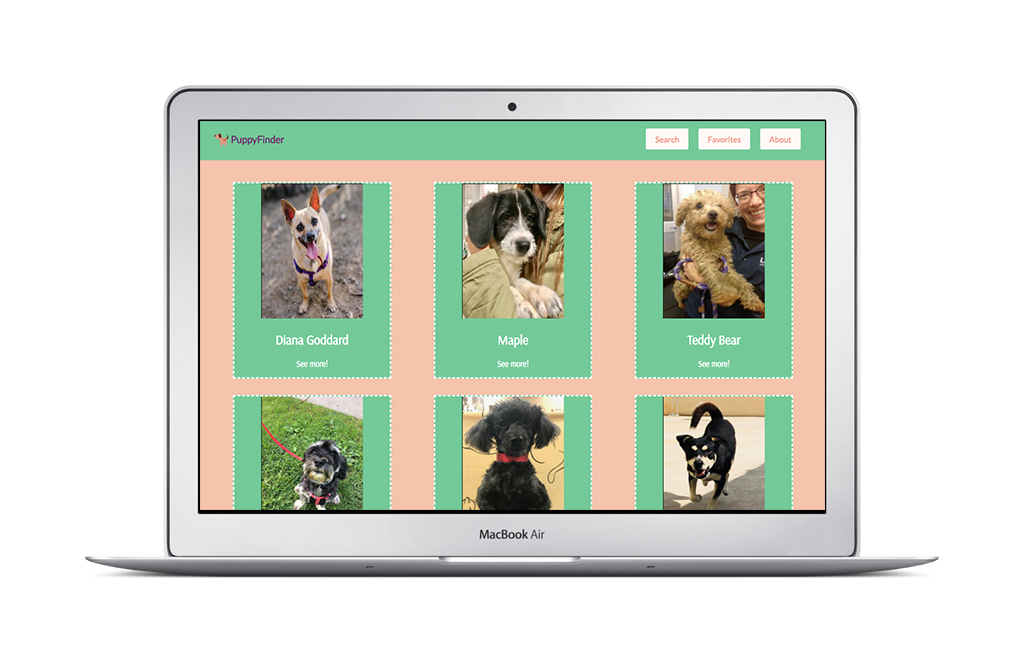 PuppyFinder
Search
Favorites
About
Diana Goddard
Maple
Teddy Bear
See more!
See more!
See more!
MacBook Air